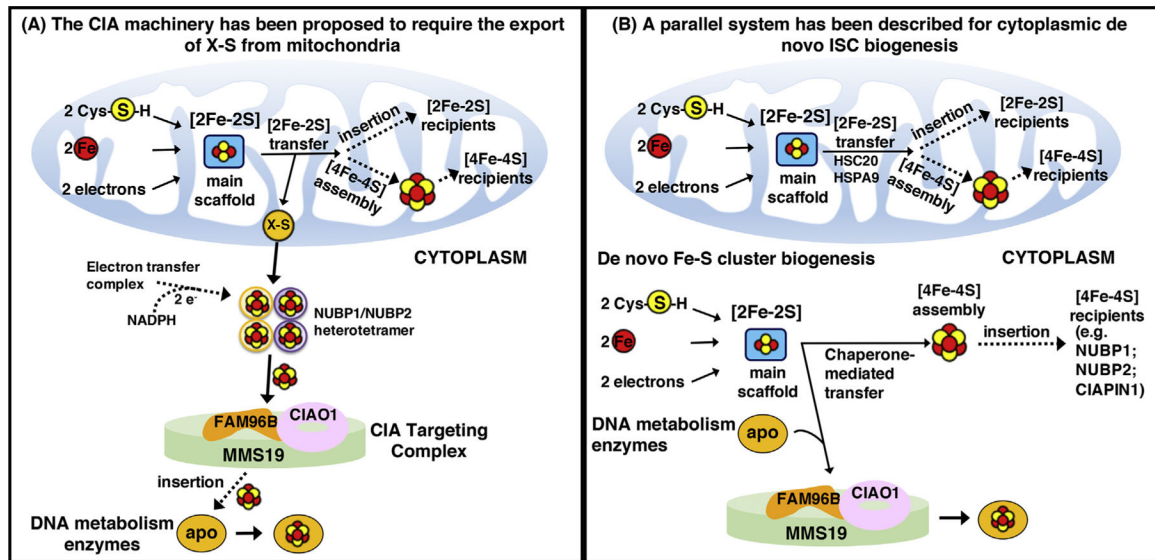 (A) The CIA machinery has been proposed to require the export
of X-S from mitochondria
2 Cys-S-H
2Fe
2 electrons
[2Fe-2S]
main
scaffold
[2Fe-2S]
transfer
insertion
[2Fe-2S]
recipients
[4Fe-4S]
assembly
[4Fe-4S]
recipients
X-S
CYTOPLASM
Electron transfer
complex
2 e-
NADPH
NUBP1/NUBP2
heterotetramer
FAM96B
CIAO1
MMS19
CIA Targeting
Complex
insertion
DNA metabolism
enzymes
apo
(B) A parallel system has been described for cytoplasmic de
novo ISC biogenesis
2 Cys-S-H
2Fe
2 electrons
[2Fe-2S]
main
scaffold
[2Fe-2S]
transfer
HSC20
HSPA9
insertion
[2Fe-2S]
recipients
[4Fe-4S]
assembly
[4Fe-4S]
recipients
CYTOPLASM
De novo Fe-S cluster biogenesis
2 Cys-S-H
2Fe
2 electrons
[2Fe-2S]
main
scaffold
Chaperone-
mediated
transfer
[4Fe-4S]
assembly
insertion
[4Fe-4S]
recipients
(e.g.
NUBP1;
NUBP2;
CIAPIN1)
DNA metabolism
enzymes
apo
FAM96B
CIAO1
MMS19